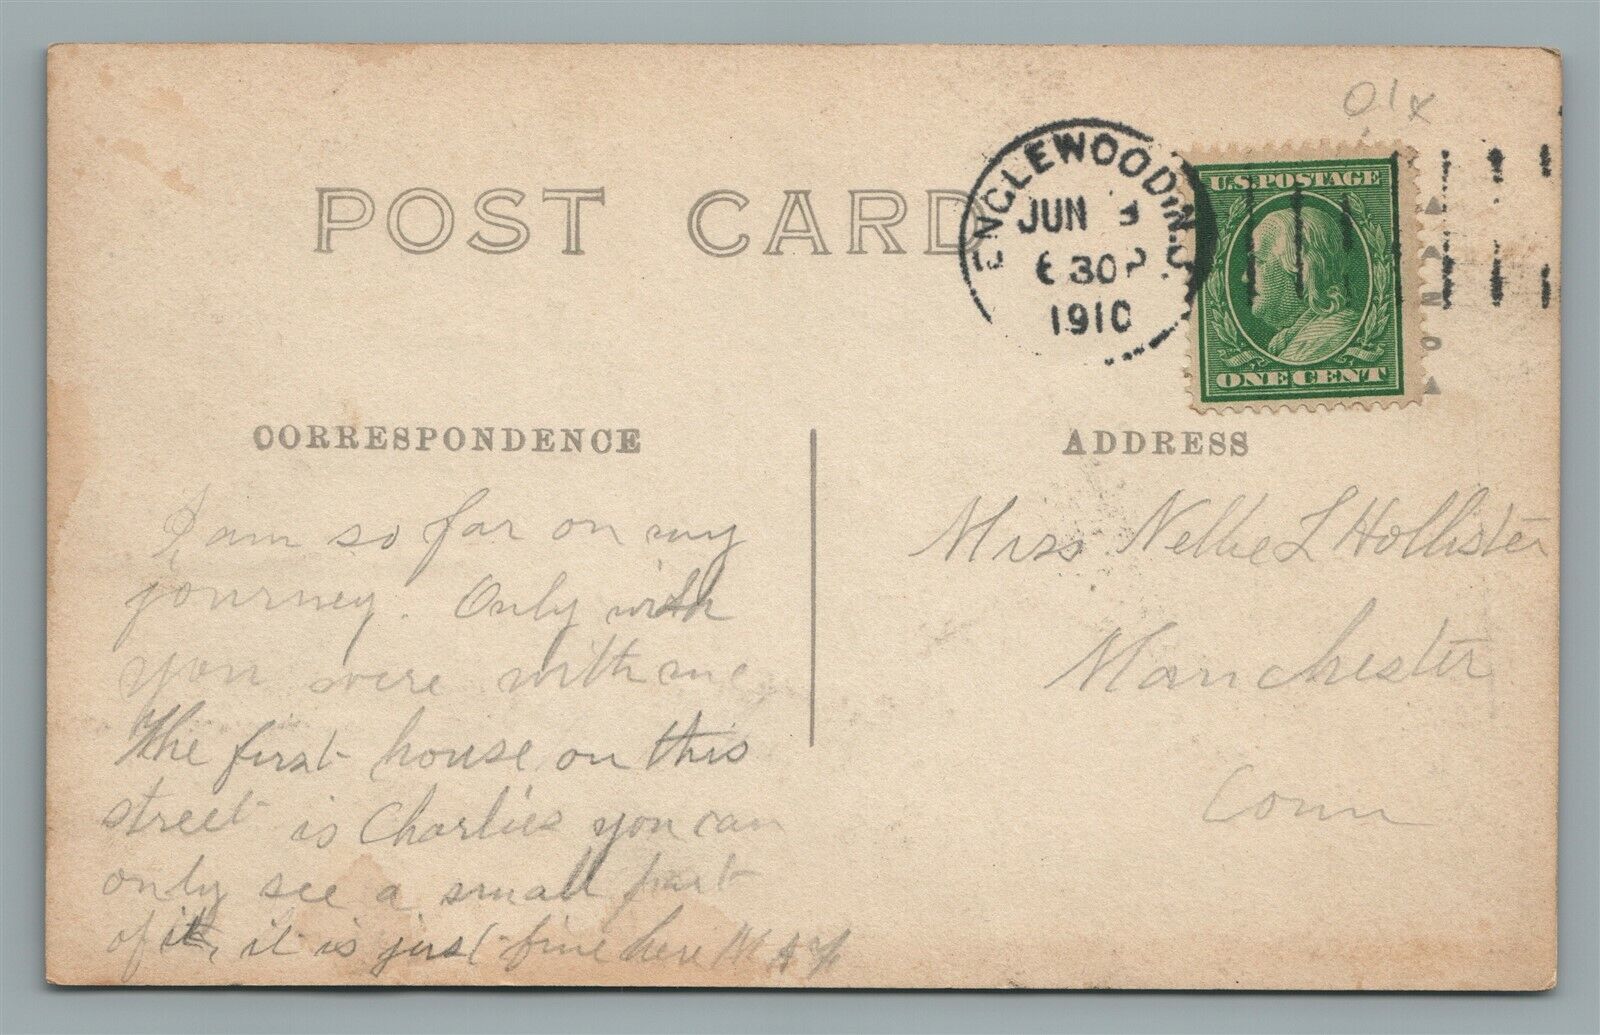 01x
POST CARD
ENGLEWOOD, N.J.
JUN
6 30 P
1910
U.S. POSTAGE
ONE CENT
CORRESPONDENCE
ADDRESS
I am so far on my
journey. Only wish
you were with me
The first house on this
street is Charlies you can
only see a small part
of it, it is just fine here
Miss Nellie L Hollister
Manchester
Conn